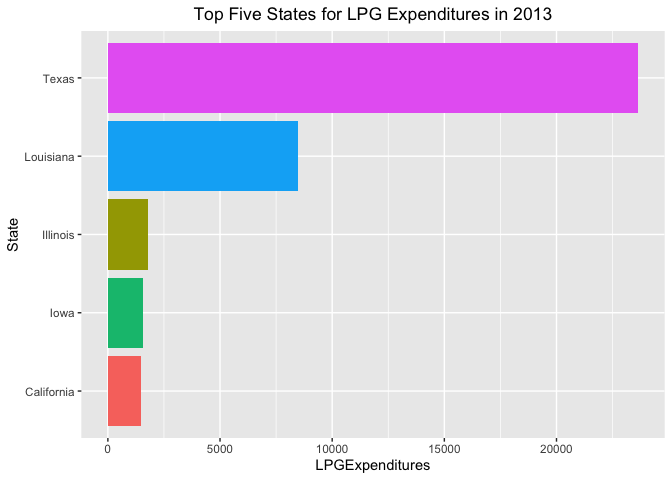 Top Five States for LPG Expenditures in 2013
State
Texas
Louisiana
Illinois
Iowa
California
0 5000 10000 15000 20000
LPGExpenditures